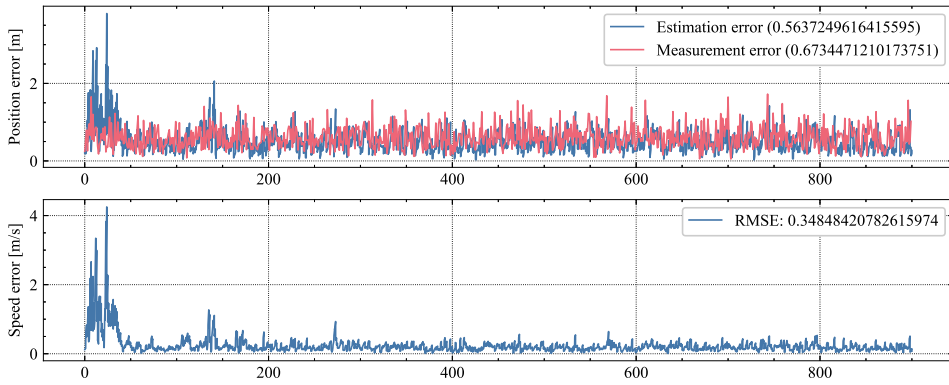 Position error [m]
2
0
Estimation error (0.5637249616415595)
Measurement error (0.6734471210173751)
0 200 400 600 800
Speed error [m/s]
4
2
0
RMSE: 0.34848420782615974
0 200 400 600 800